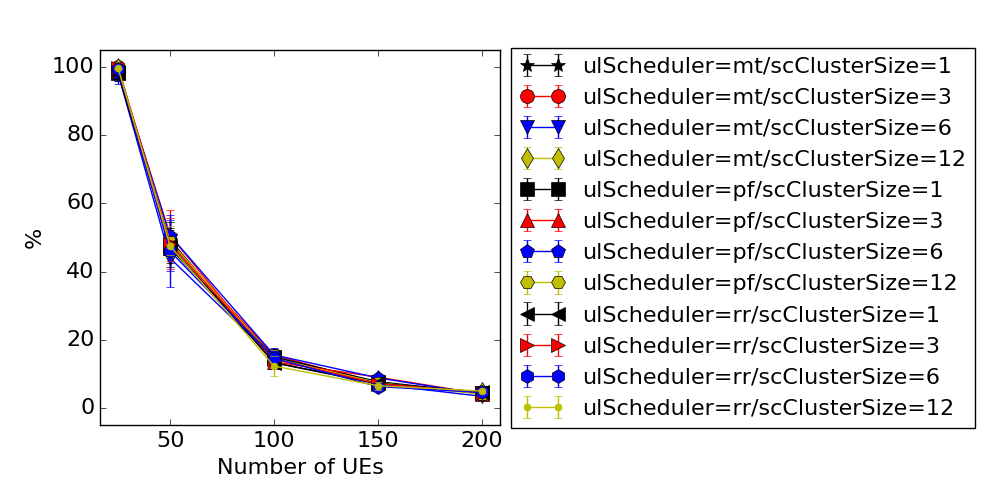 100
80
60
40
20
0
%
50
100
150
200
Number of UEs
ulScheduler=mt/scClusterSize=1
ulScheduler=mt/scClusterSize=3
ulScheduler=mt/scClusterSize=6
ulScheduler=mt/scClusterSize=12
ulScheduler=pf/scClusterSize=1
ulScheduler=pf/scClusterSize=3
ulScheduler=pf/scClusterSize=6
ulScheduler=pf/scClusterSize=12
ulScheduler=rr/scClusterSize=1
ulScheduler=rr/scClusterSize=3
ulScheduler=rr/scClusterSize=6
ulScheduler=rr/scClusterSize=12